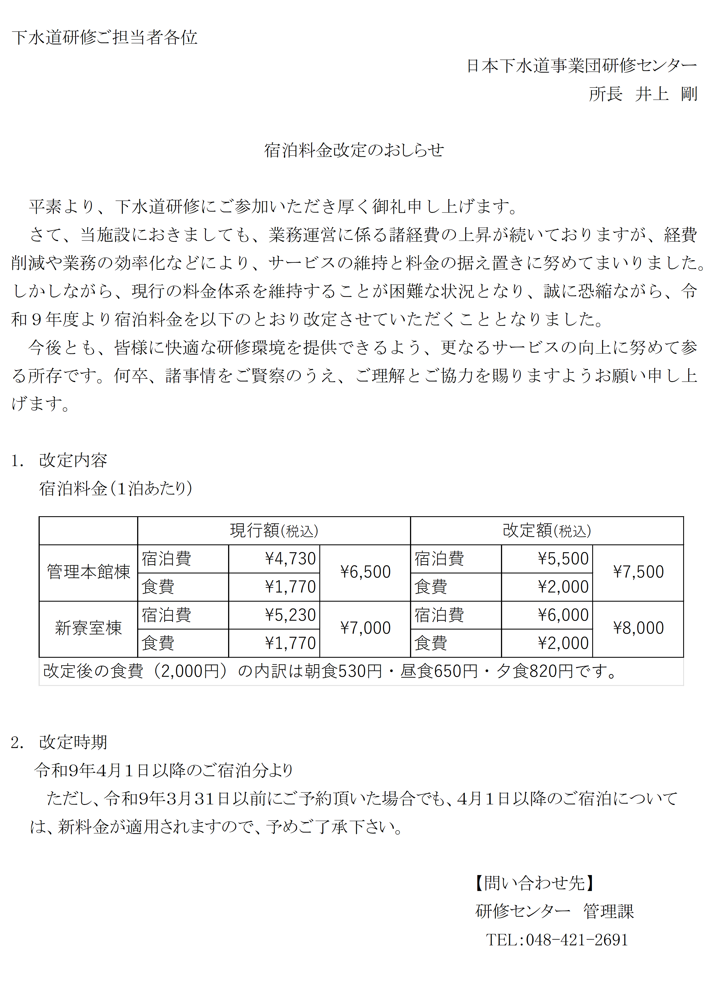 下水道研修ご担当者各位
日本下水道事業団研修センター
所長　井上　剛
宿泊料金改定のおしらせ
平素より、下水道研修にご参加いただき厚く御礼申し上げます。
さて、当施設におきましても、業務運営に係る諸経費の上昇が続いておりますが、経費
削減や業務の効率化などにより、サービスの維持と料金の据え置きに努めてまいりました。
しかしながら、現行の料金体系を維持することが困難な状況となり、誠に恐縮ながら、令
和９年度より宿泊料金を以下のとおり改定させていただくこととなりました。
今後とも、皆様に快適な研修環境を提供できるよう、更なるサービスの向上に努めて参
る所存です。何卒、諸事情をご賢察のうえ、ご理解とご協力を賜りますようお願い申し上
げます。
1.　改定内容
宿泊料金（１泊あたり）
現行額(税込)　改定額(税込)
管理本館棟　宿泊費　¥4,730　¥6,500　宿泊費　¥5,500　¥7,500
食費　¥1,770　食費　¥2,000
新寮室棟　宿泊費　¥5,230　¥7,000　宿泊費　¥6,000　¥8,000
食費　¥1,770　食費　¥2,000
改定後の食費（2,000円）の内訳は朝食530円・昼食650円・夕食820円です。
2.　改定時期
令和９年４月１日以降のご宿泊分より
ただし、令和９年３月３１日以前にご予約頂いた場合でも、４月１日以降のご宿泊について
は、新料金が適用されますので、予めご了承下さい。
【問い合わせ先】
研修センター　管理課
TEL：048-421-2691